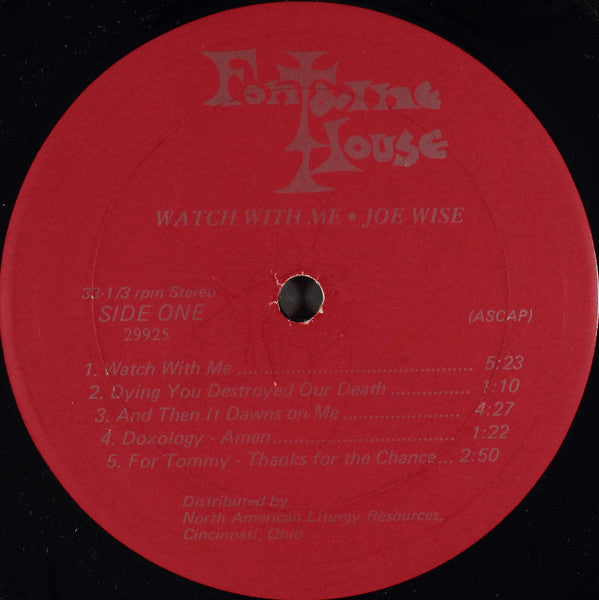 Fontaine
House
WATCH WITH ME • JOE WISE
33-1/3 rpm Stereo
SIDE ONE
29925
(ASCAP)
1. Watch With Me ........................................ 5:23
2. Dying You Destroyed Our Death ............. 1:10
3. And Then It Dawns on Me ................... 4:27
4. Doxology - Amen ................................... 1:22
5. For Tommy - Thanks for the Chance ... 2:50
Distributed by
North American Liturgy Resources,
Cincinnati, Ohio